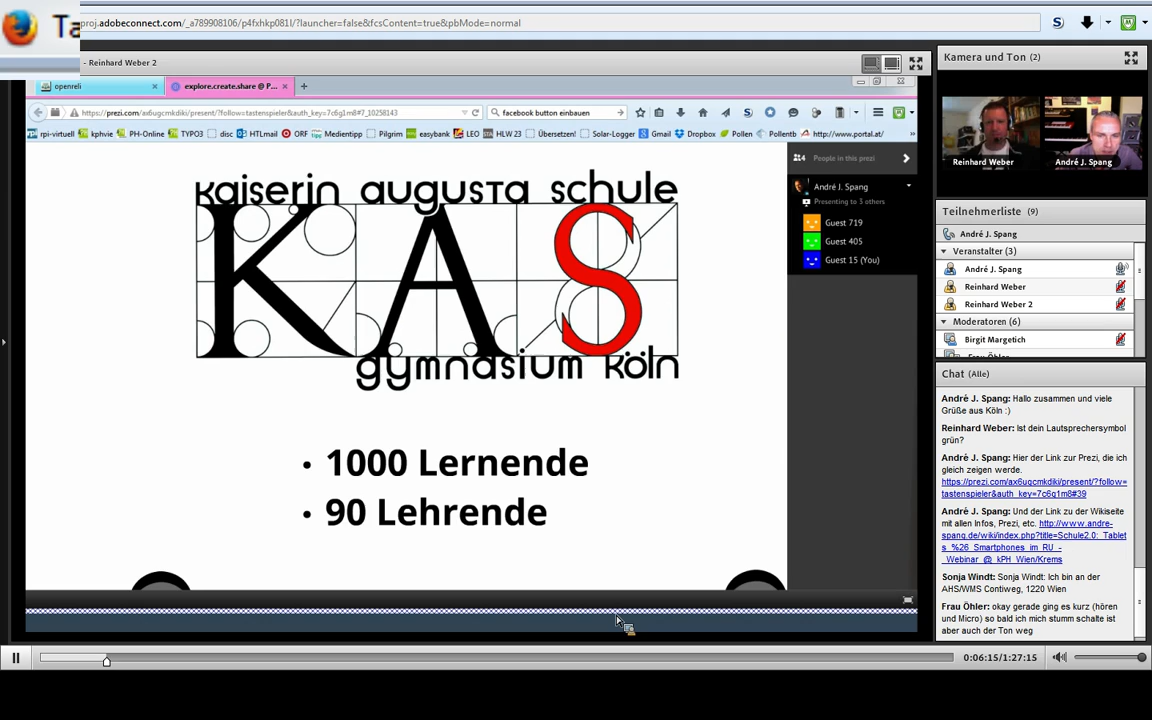 Ta
proj.adobeconnect.com/_a789908106/p4fxhkp081l/?launcher=false&fcsContent=true&pbMode=normal
- Reinhard Weber 2
openreli
explore.create.share @ P...
https://prezi.com/ax6ugcmkdiki/present/?follow=tastenspieler&auth_key=7c6g1m8#7_10258143
facebook button einbauen
rpi-virtuell
kphvie
PH-Online
TYPO3
disc
HTLmail
ORF
Medientipp
Pilgrim
easybank
LEO
HLW 23
Übersetzen!
Solar-Logger
Gmail
Dropbox
Pollen
Pollentb
http://www.portal.at/
kaiserin augusta schule
KAS
gymnasium köln
• 1000 Lernende
• 90 Lehrende
People in this prezi
André J. Spang
Presenting to 3 others
Guest 719
Guest 405
Guest 15 (You)
Kamera und Ton (2)
Reinhard Weber
André J. Spang
Teilnehmerliste (9)
André J. Spang
Veranstalter (3)
André J. Spang
Reinhard Weber
Reinhard Weber 2
Moderatoren (6)
Birgit Margetich
Frau Öhler
Chat (Alle)
André J. Spang: Hallo zusammen und viele
Grüße aus Köln :)
Reinhard Weber: Ist dein Lautsprechersymbol
grün?
André J. Spang: Hier der Link zur Prezi, die ich
gleich zeigen werde.
https://prezi.com/ax6ugcmkdiki/present/?follow=
tastenspieler&auth_key=7c6g1m8#39
André J. Spang: Und der Link zu der Wikiseite
mit allen Infos, Prezi, etc. http://www.andre-
spang.de/wiki/index.php?title=Schule2.0:_Tablet
s_%26_Smartphones_im_RU_-
_Webinar_@_kPH_Wien/Krems
Sonja Windt: Sonja Windt: Ich bin an der
AHS/WMS Contiweg, 1220 Wien
Frau Öhler: okay gerade ging es kurz (hören
und Micro) so bald ich mich stumm schalte ist
aber auch der Ton weg
0:06:15/1:27:15